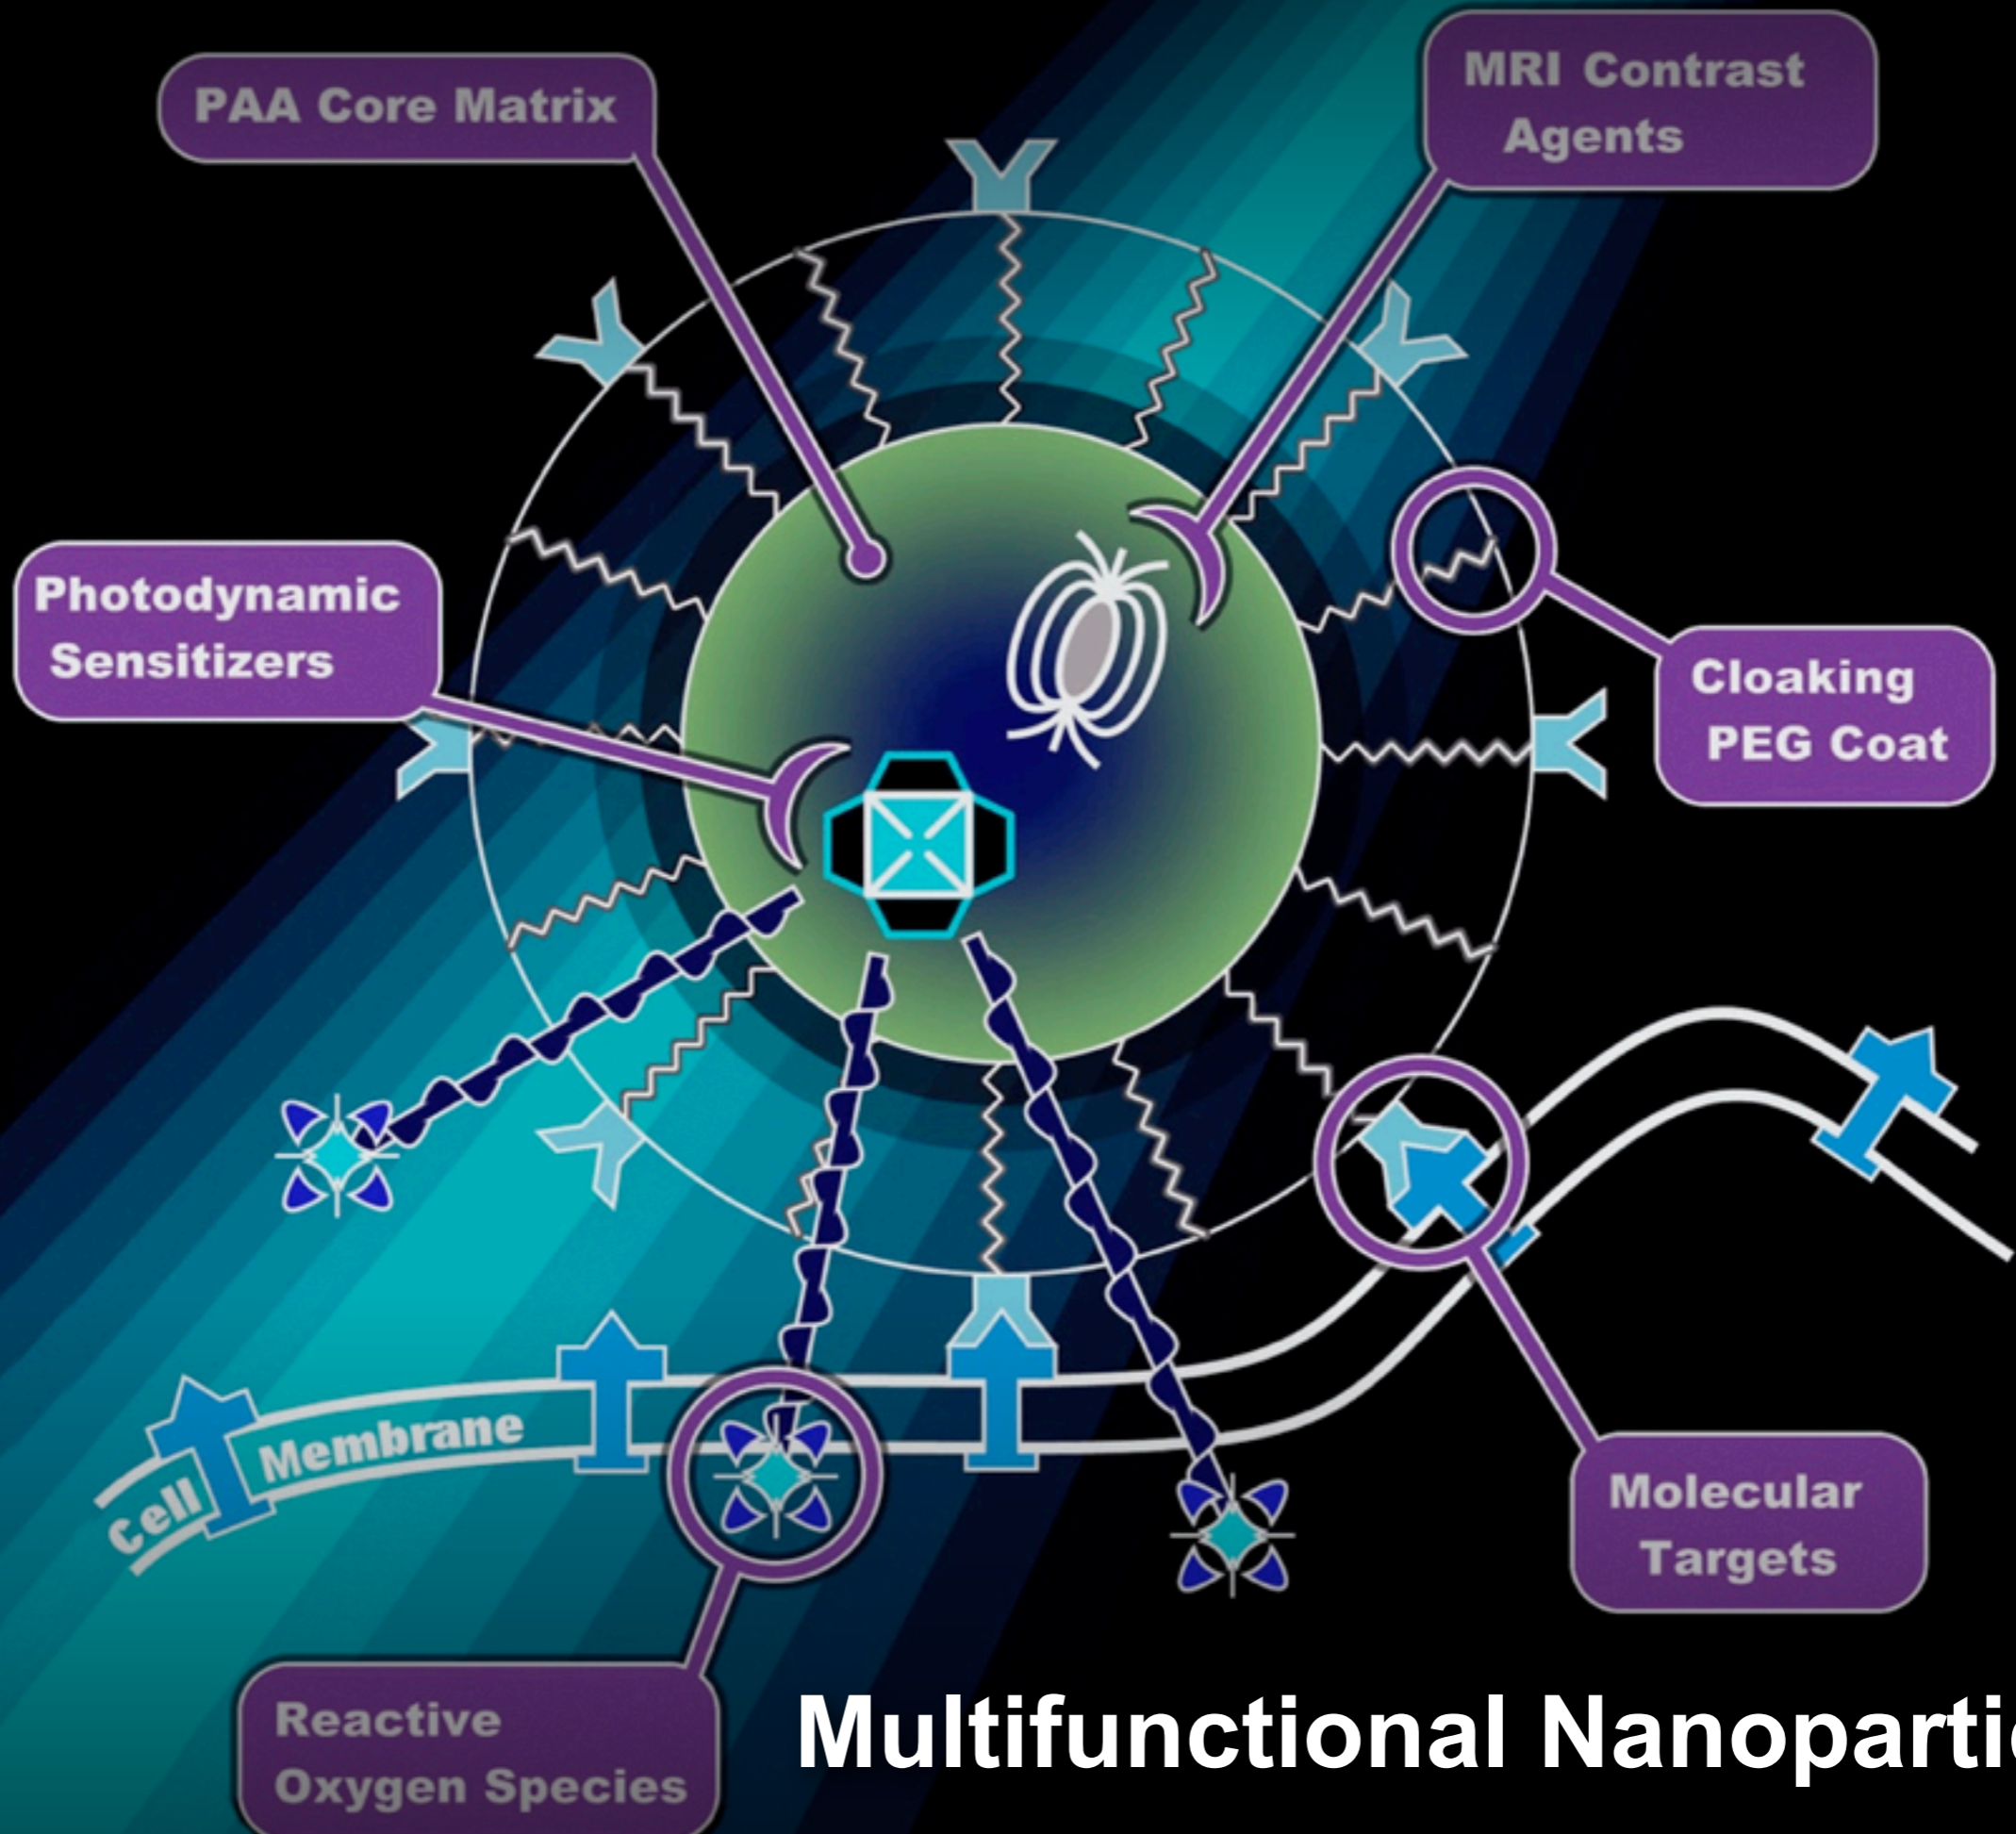 PAA Core Matrix
MRI Contrast
Agents
Photodynamic
Sensitizers
Cloaking
PEG Coat
Cell Membrane
Molecular
Targets
Reactive
Oxygen Species
Multifunctional